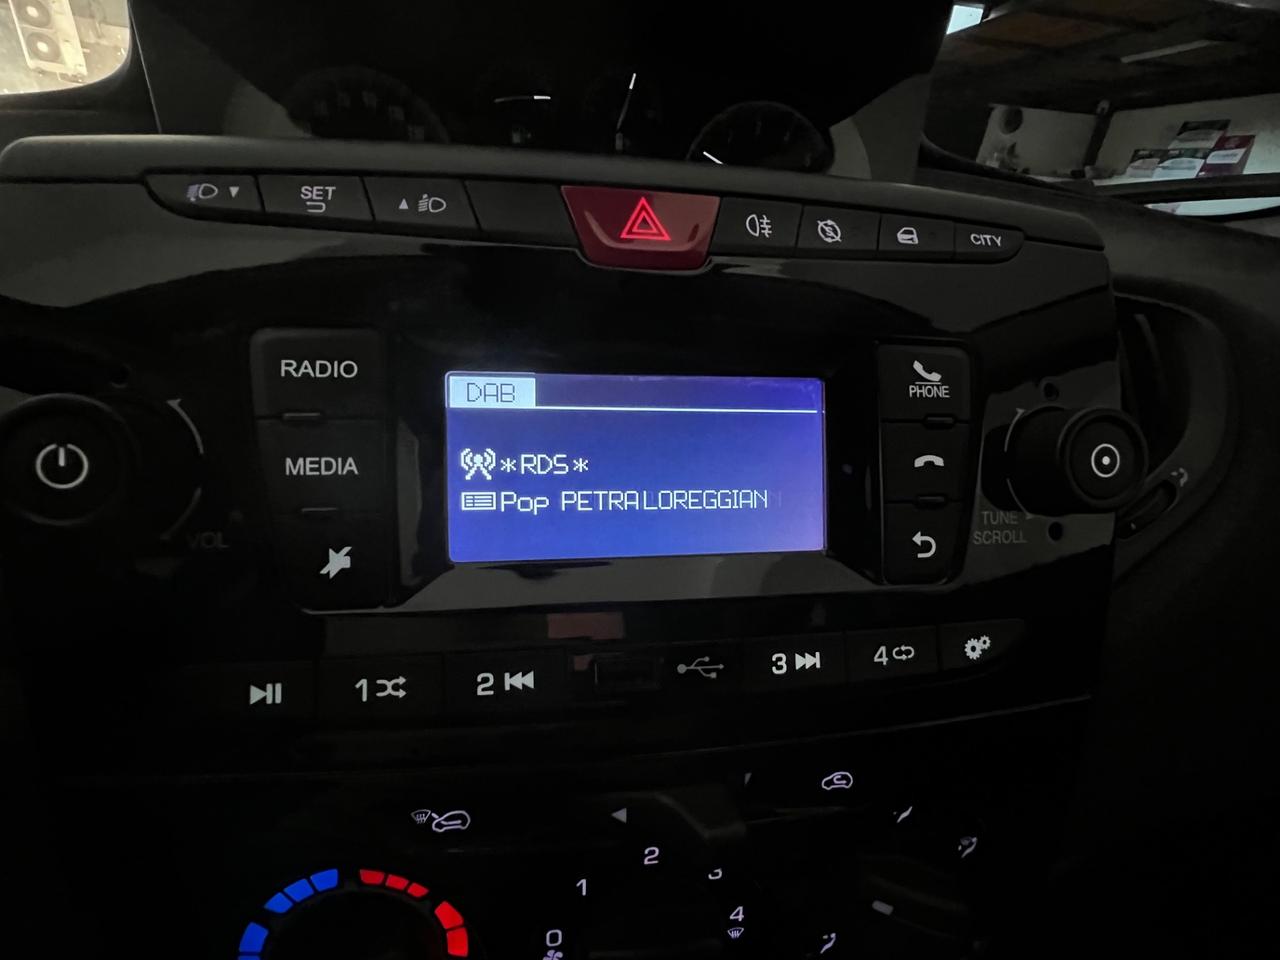 SET
CITY
RADIO
PHONE
DAB
MEDIA
*RDS*
Pop PETRA LOREGGIAN
VOL
TUNE
SCROLL
1
2
3
4
2
1
3
4
0